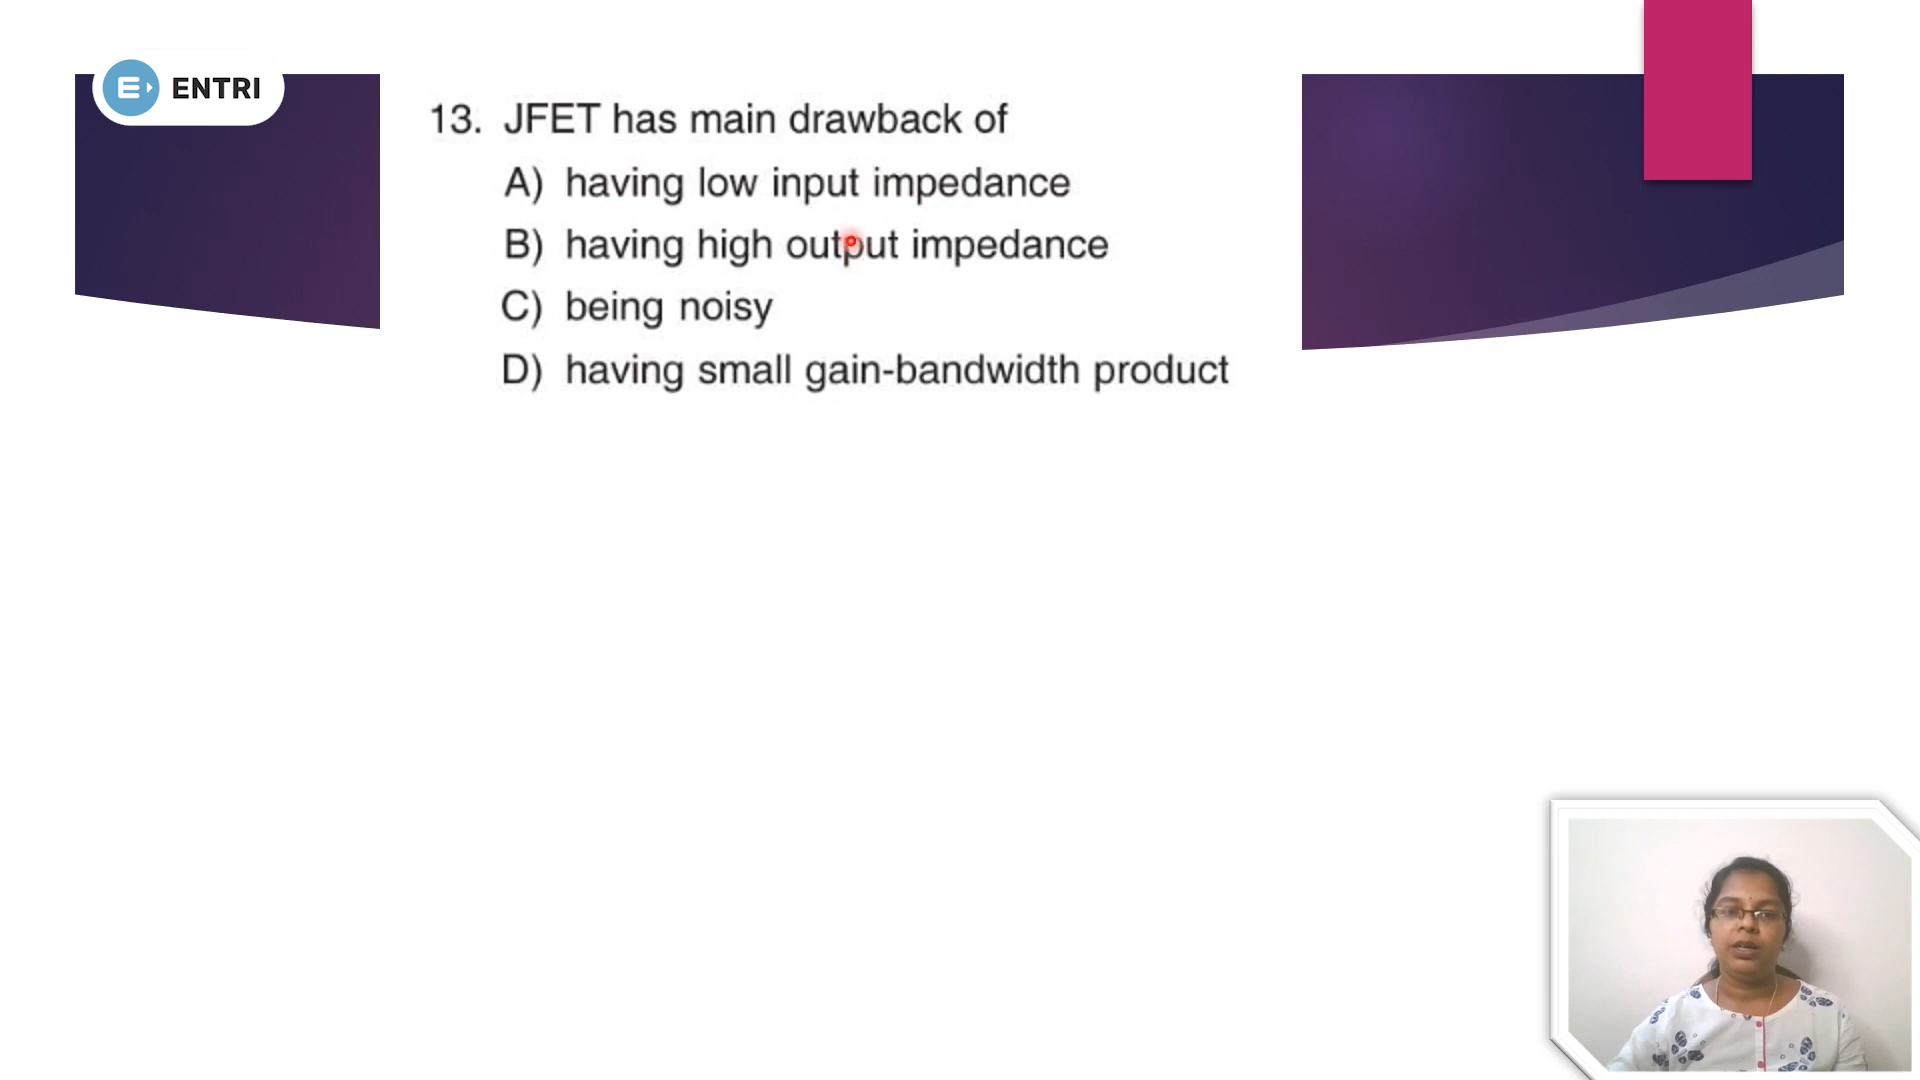 ENTRI
13. JFET has main drawback of
A) having low input impedance
B) having high output impedance
C) being noisy
D) having small gain-bandwidth product